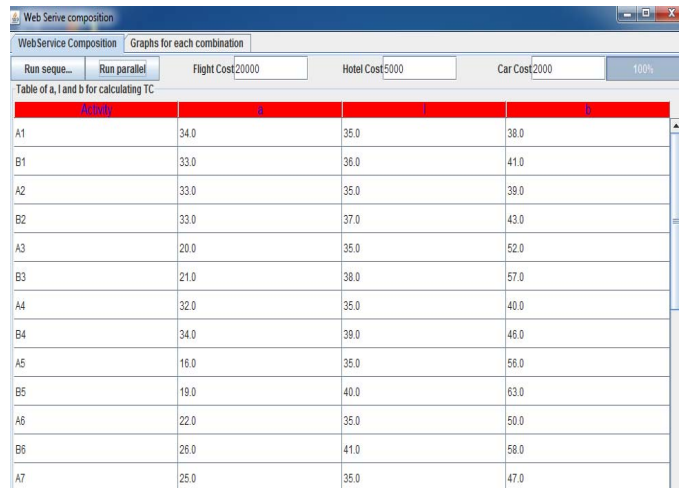 Web Serive composition
WebService Composition Graphs for each combination
Run seque... Run parallel Flight Cost 20000 Hotel Cost 5000 Car Cost 2000 100%
Table of a, l and b for calculating TC
Activity a l b
A1 34.0 35.0 38.0
B1 33.0 36.0 41.0
A2 33.0 35.0 39.0
B2 33.0 37.0 43.0
A3 20.0 35.0 52.0
B3 21.0 38.0 57.0
A4 32.0 35.0 40.0
B4 34.0 39.0 46.0
A5 16.0 35.0 56.0
B5 19.0 40.0 63.0
A6 22.0 35.0 50.0
B6 26.0 41.0 58.0
A7 25.0 35.0 47.0